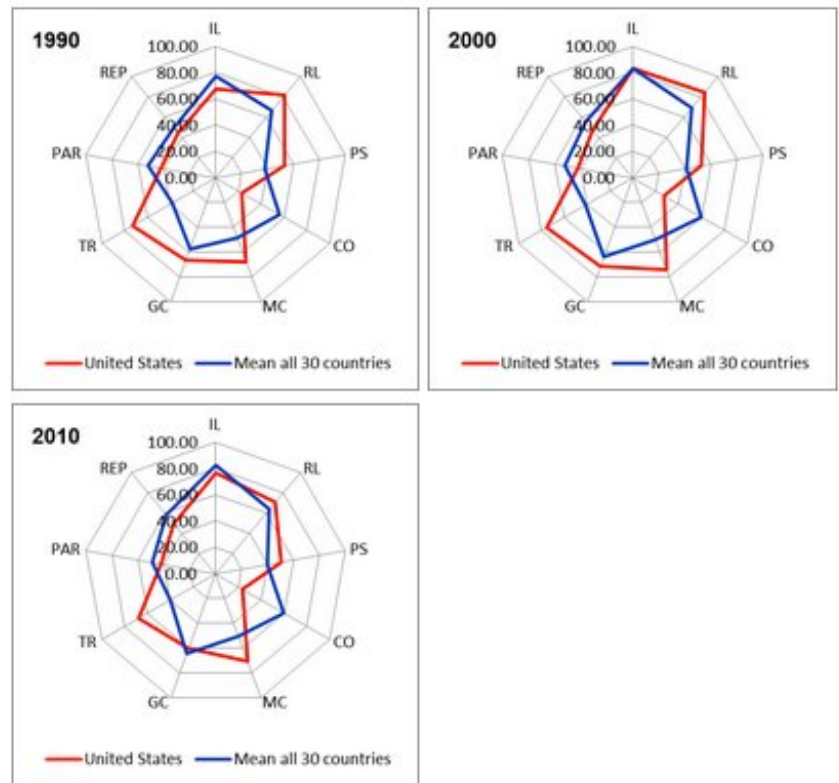 1990
IL
RL
PS
CO
MC
GC
TR
PAR
REP
100.00
80.00
60.00
40.00
20.00
0.00
United States
Mean all 30 countries
2000
IL
RL
PS
CO
MC
GC
TR
PAR
REP
100.00
80.00
60.00
40.00
20.00
0.00
United States
Mean all 30 countries
2010
IL
RL
PS
CO
MC
GC
TR
PAR
REP
100.00
80.00
60.00
40.00
20.00
0.00
United States
Mean all 30 countries